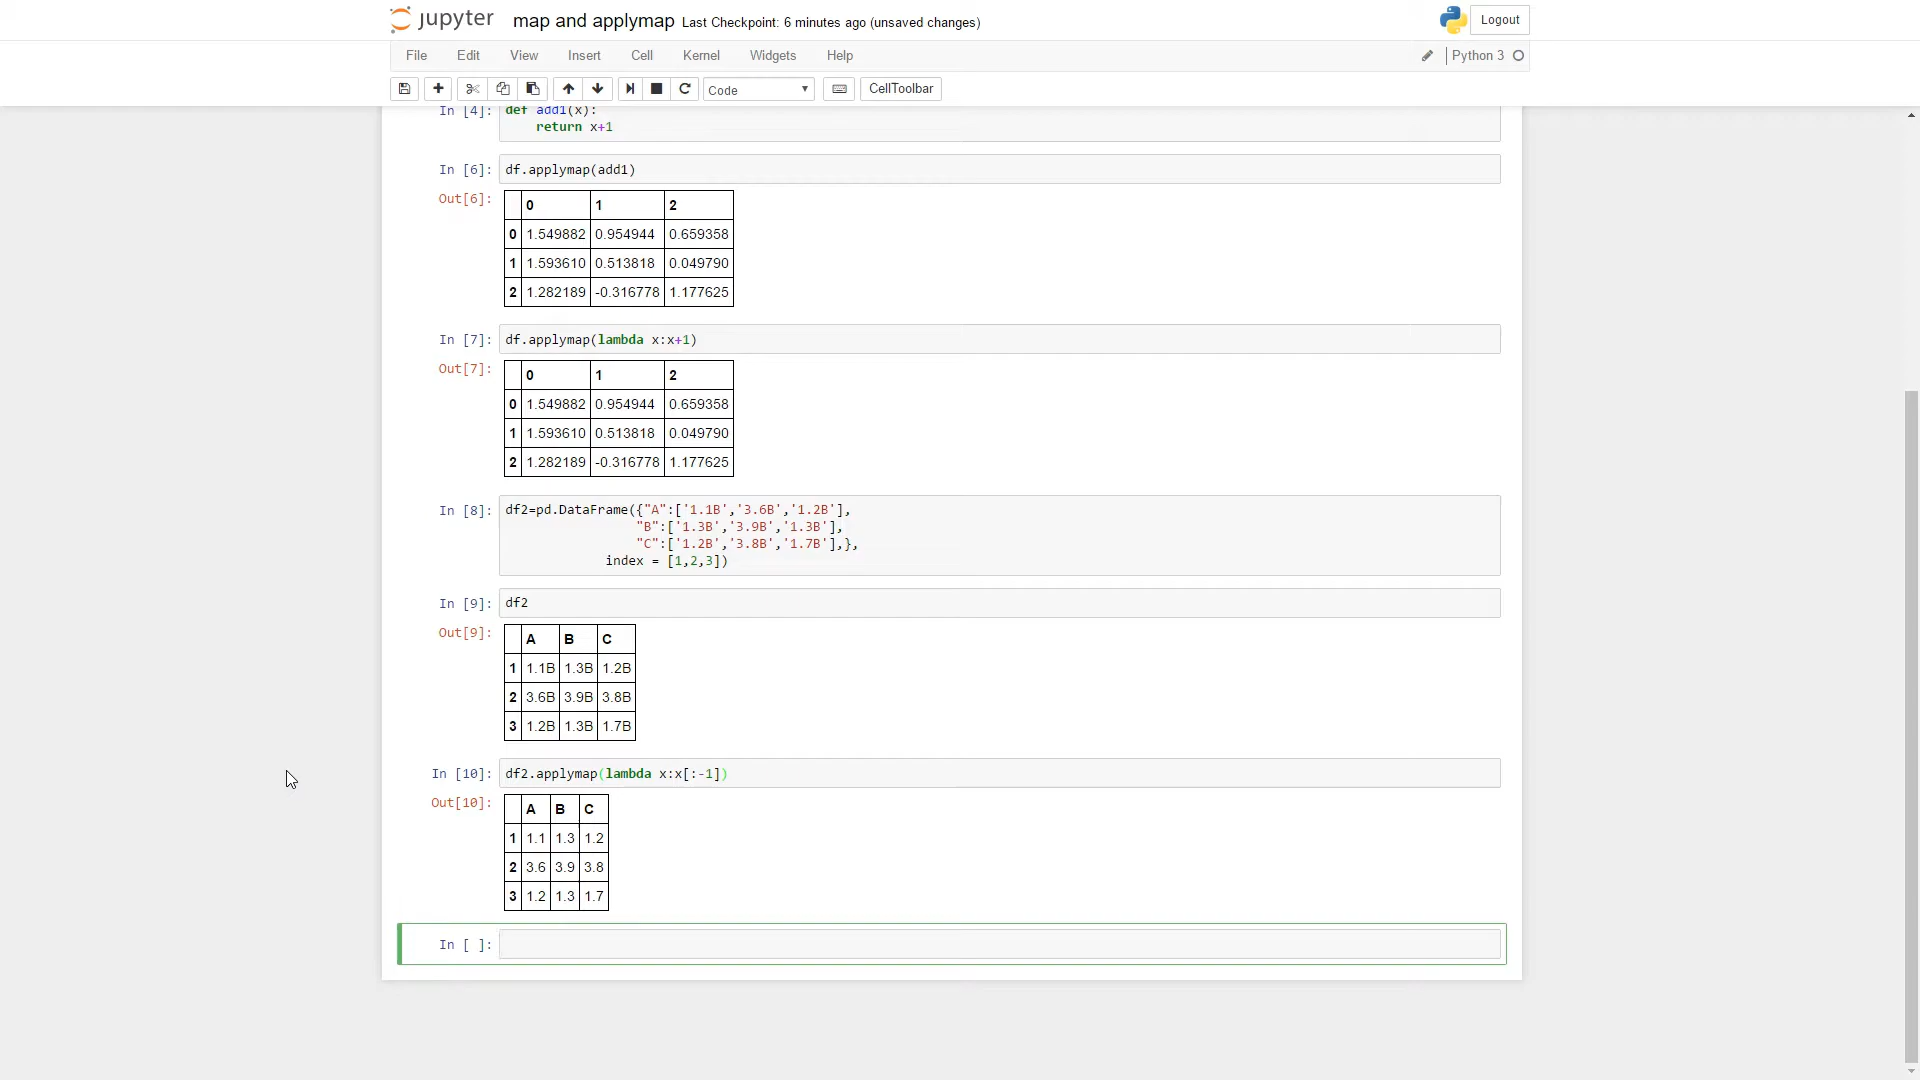 jupyter map and applymap Last Checkpoint: 6 minutes ago (unsaved changes) Logout
File Edit View Insert Cell Kernel Widgets Help Python 3
Code CellToolbar
In [4]: def add1(x):
return x+1
In [6]: df.applymap(add1)
Out[6]:
0 1 2
0 1.549882 0.954944 0.659358
1 1.593610 0.513818 0.049790
2 1.282189 -0.316778 1.177625
In [7]: df.applymap(lambda x:x+1)
Out[7]:
0 1 2
0 1.549882 0.954944 0.659358
1 1.593610 0.513818 0.049790
2 1.282189 -0.316778 1.177625
In [8]: df2=pd.DataFrame({"A":['1.1B','3.6B','1.2B'],
"B":['1.3B','3.9B','1.3B'],
"C":['1.2B','3.8B','1.7B'],},
index = [1,2,3])
In [9]: df2
Out[9]:
A B C
1 1.1B 1.3B 1.2B
2 3.6B 3.9B 3.8B
3 1.2B 1.3B 1.7B
In [10]: df2.applymap(lambda x:x[:-1])
Out[10]:
A B C
1 1.1 1.3 1.2
2 3.6 3.9 3.8
3 1.2 1.3 1.7
In [ ]: